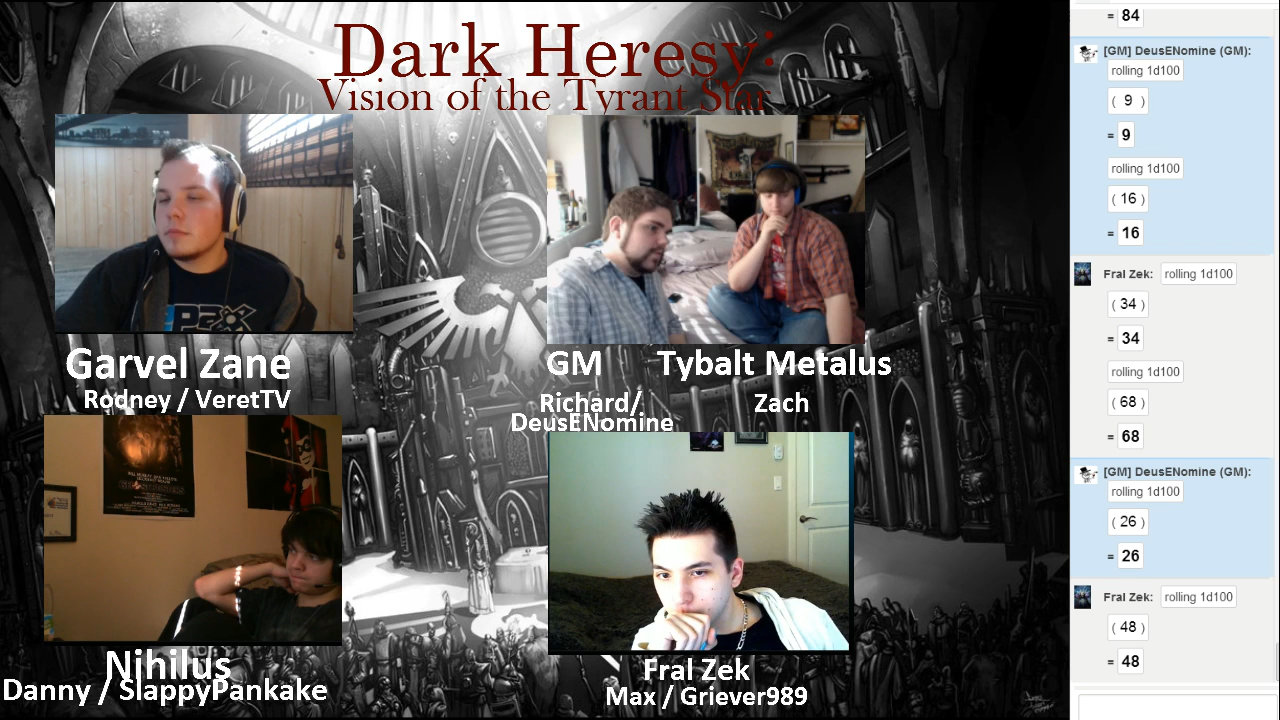 Dark Heresy:
Vision of the Tyrant Star
PAX
Garvel Zane
Rodney / VeretTV
GM
Richard/
DeusENomine
Tybalt Metalus
Zach
Nihilus
Danny / SlappyPankake
Fral Zek
Max / Griever989
= 84
[GM] DeusENomine (GM):
rolling 1d100
( 9 )
= 9
rolling 1d100
( 16 )
= 16
Fral Zek: rolling 1d100
( 34 )
= 34
rolling 1d100
( 68 )
= 68
[GM] DeusENomine (GM):
rolling 1d100
( 26 )
= 26
Fral Zek: rolling 1d100
( 48 )
= 48